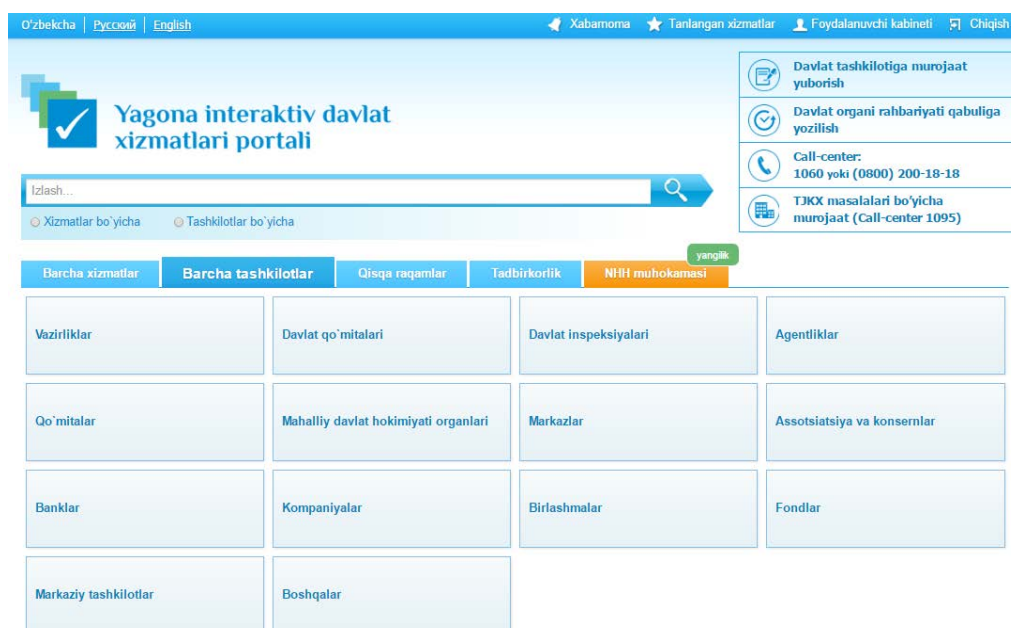 O'zbekcha Русский English Xabarnoma Tanlangan xizmatlar Foydalanuvchi kabineti Chiqish
Davlat tashkilotiga murojaat
yuborish
Davlat organi rahbariyati qabuliga
yozilish
Call-center:
1060 yoki (0800) 200-18-18
TJKX masalalari bo'yicha
murojaat (Call-center 1095)
Yagona interaktiv davlat
xizmatlari portali
Izlash...
Xizmatlar bo`yicha Tashkilotlar bo`yicha
yangilik
Barcha xizmatlar Barcha tashkilotlar Qisqa raqamlar Tadbirkorlik NHH muhokamasi
Vazirliklar Davlat qo`mitalari Davlat inspeksiyalari Agentliklar
Qo`mitalar Mahalliy davlat hokimiyati organlari Markazlar Assotsiatsiya va konsernlar
Banklar Kompaniyalar Birlashmalar Fondlar
Markaziy tashkilotlar Boshqalar